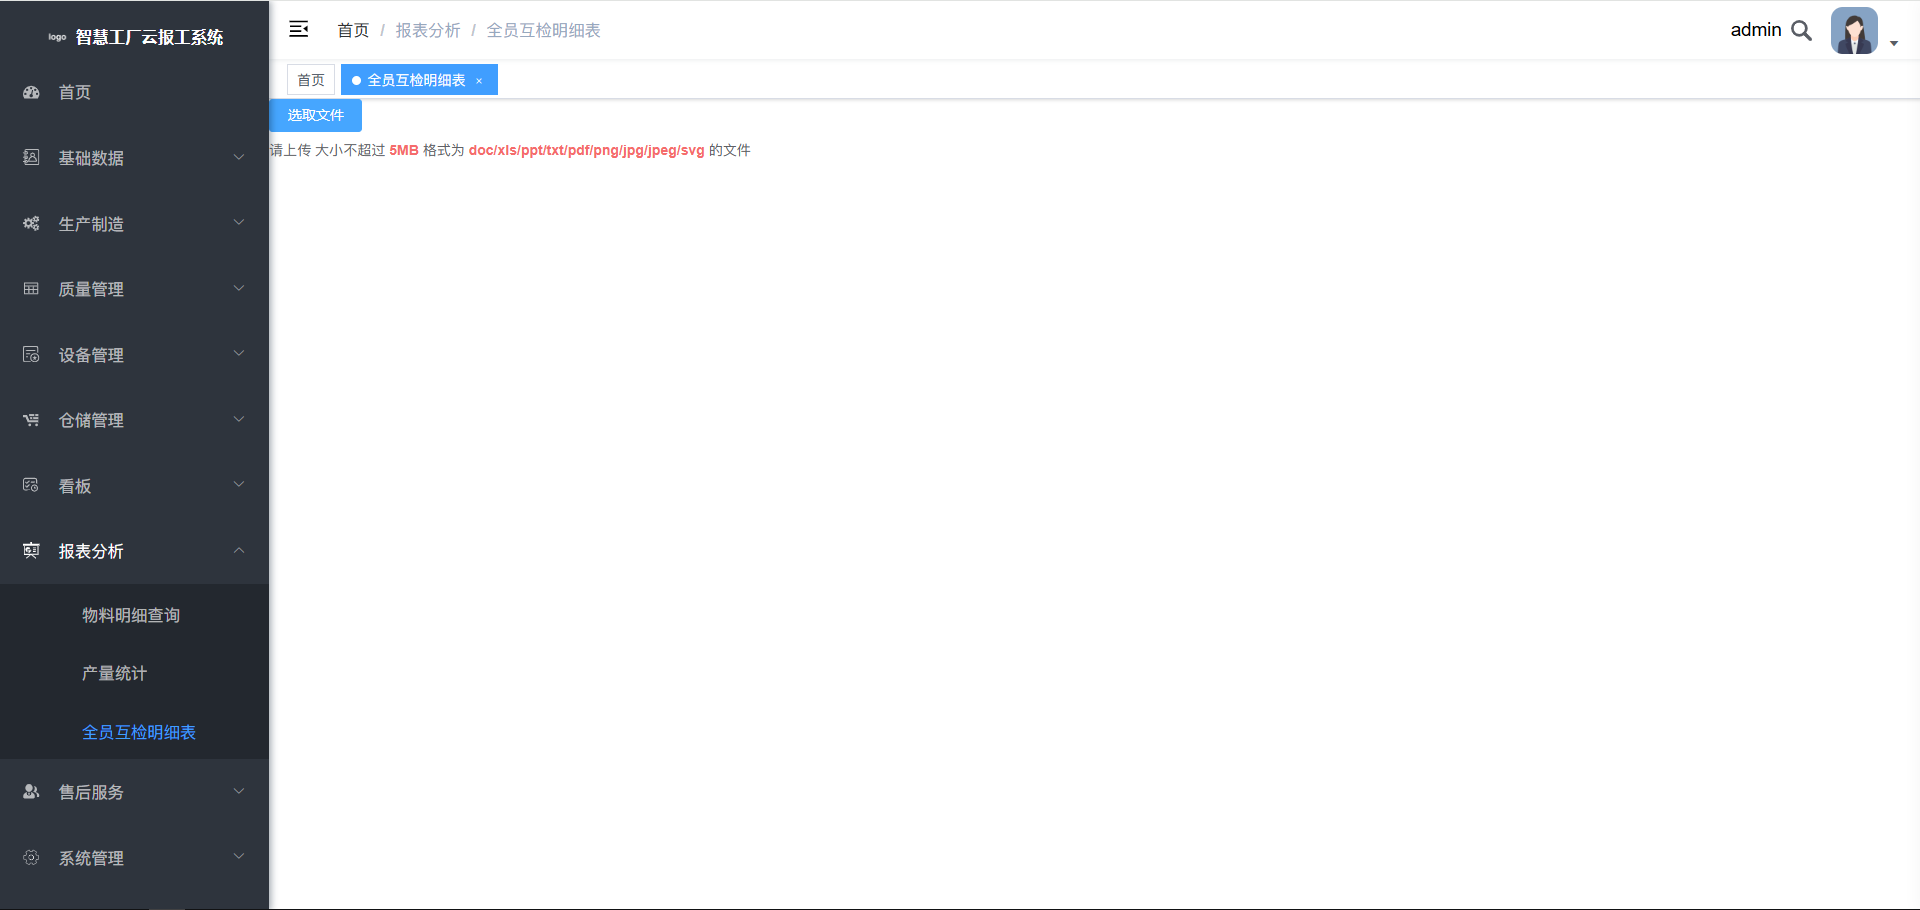 logo 智慧工厂云报工系统
首页
基础数据
生产制造
质量管理
设备管理
仓储管理
看板
报表分析
物料明细查询
产量统计
全员互检明细表
售后服务
系统管理
首页 / 报表分析 / 全员互检明细表
admin
首页
全员互检明细表 ×
选取文件
请上传 大小不超过 5MB 格式为 doc/xls/ppt/txt/pdf/png/jpg/jpeg/svg 的文件